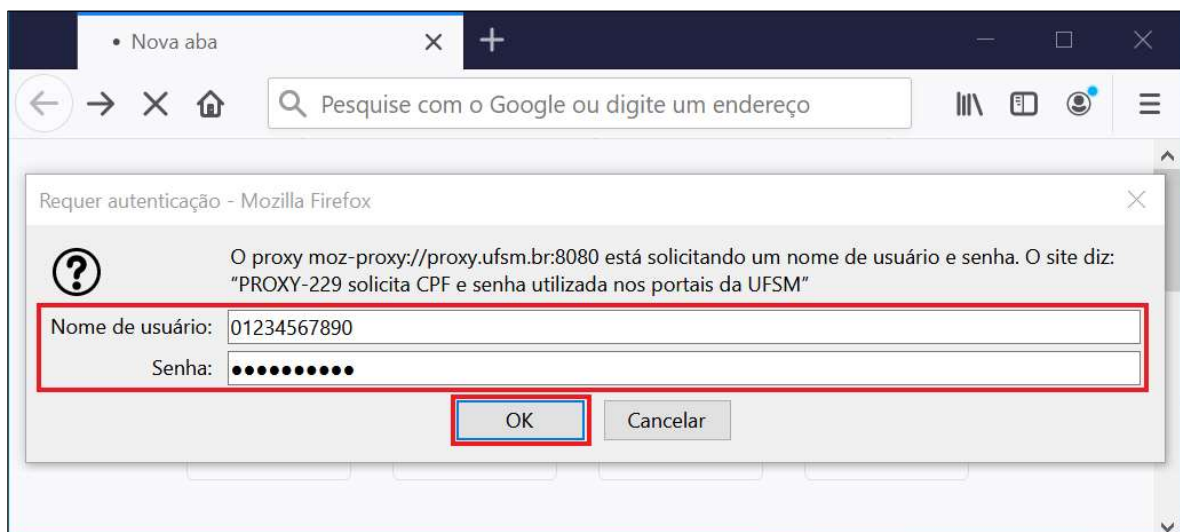 • Nova aba
Pesquise com o Google ou digite um endereço
Requer autenticação - Mozilla Firefox
O proxy moz-proxy://proxy.ufsm.br:8080 está solicitando um nome de usuário e senha. O site diz:
“PROXY-229 solicita CPF e senha utilizada nos portais da UFSM”
Nome de usuário: 01234567890
Senha: ●●●●●●●●●●
OK Cancelar